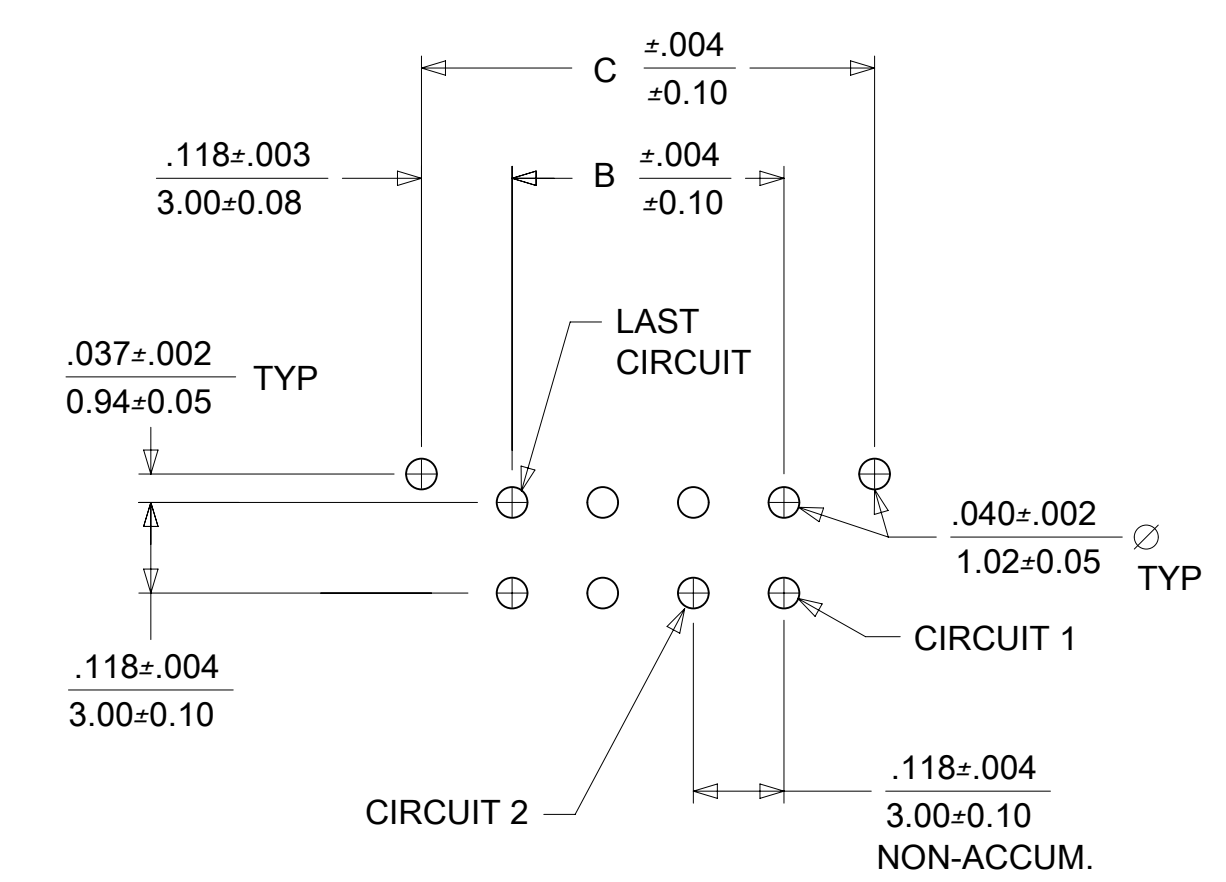 ±.004
C
±0.10
.118±.003
3.00±0.08
±.004
B
±0.10
LAST
CIRCUIT
.037±.002
TYP
0.94±0.05
.040±.002
∅
1.02±0.05
TYP
CIRCUIT 1
.118±.004
3.00±0.10
.118±.004
3.00±0.10
NON-ACCUM.
CIRCUIT 2